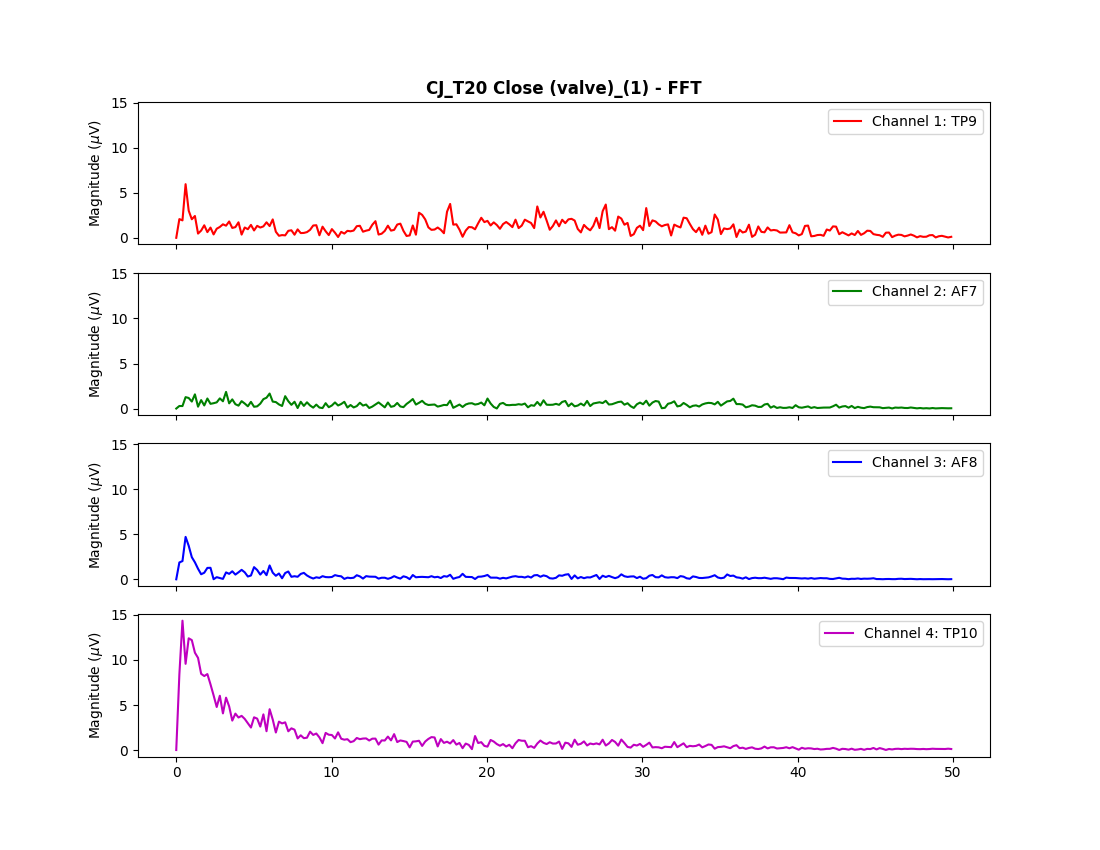 CJ_T20 Close (valve)_(1) - FFT
15
10
5
0
Magnitude (μV)
Channel 1: TP9
15
10
5
0
Magnitude (μV)
Channel 2: AF7
15
10
5
0
Magnitude (μV)
Channel 3: AF8
15
10
5
0
Magnitude (μV)
Channel 4: TP10
0 10 20 30 40 50